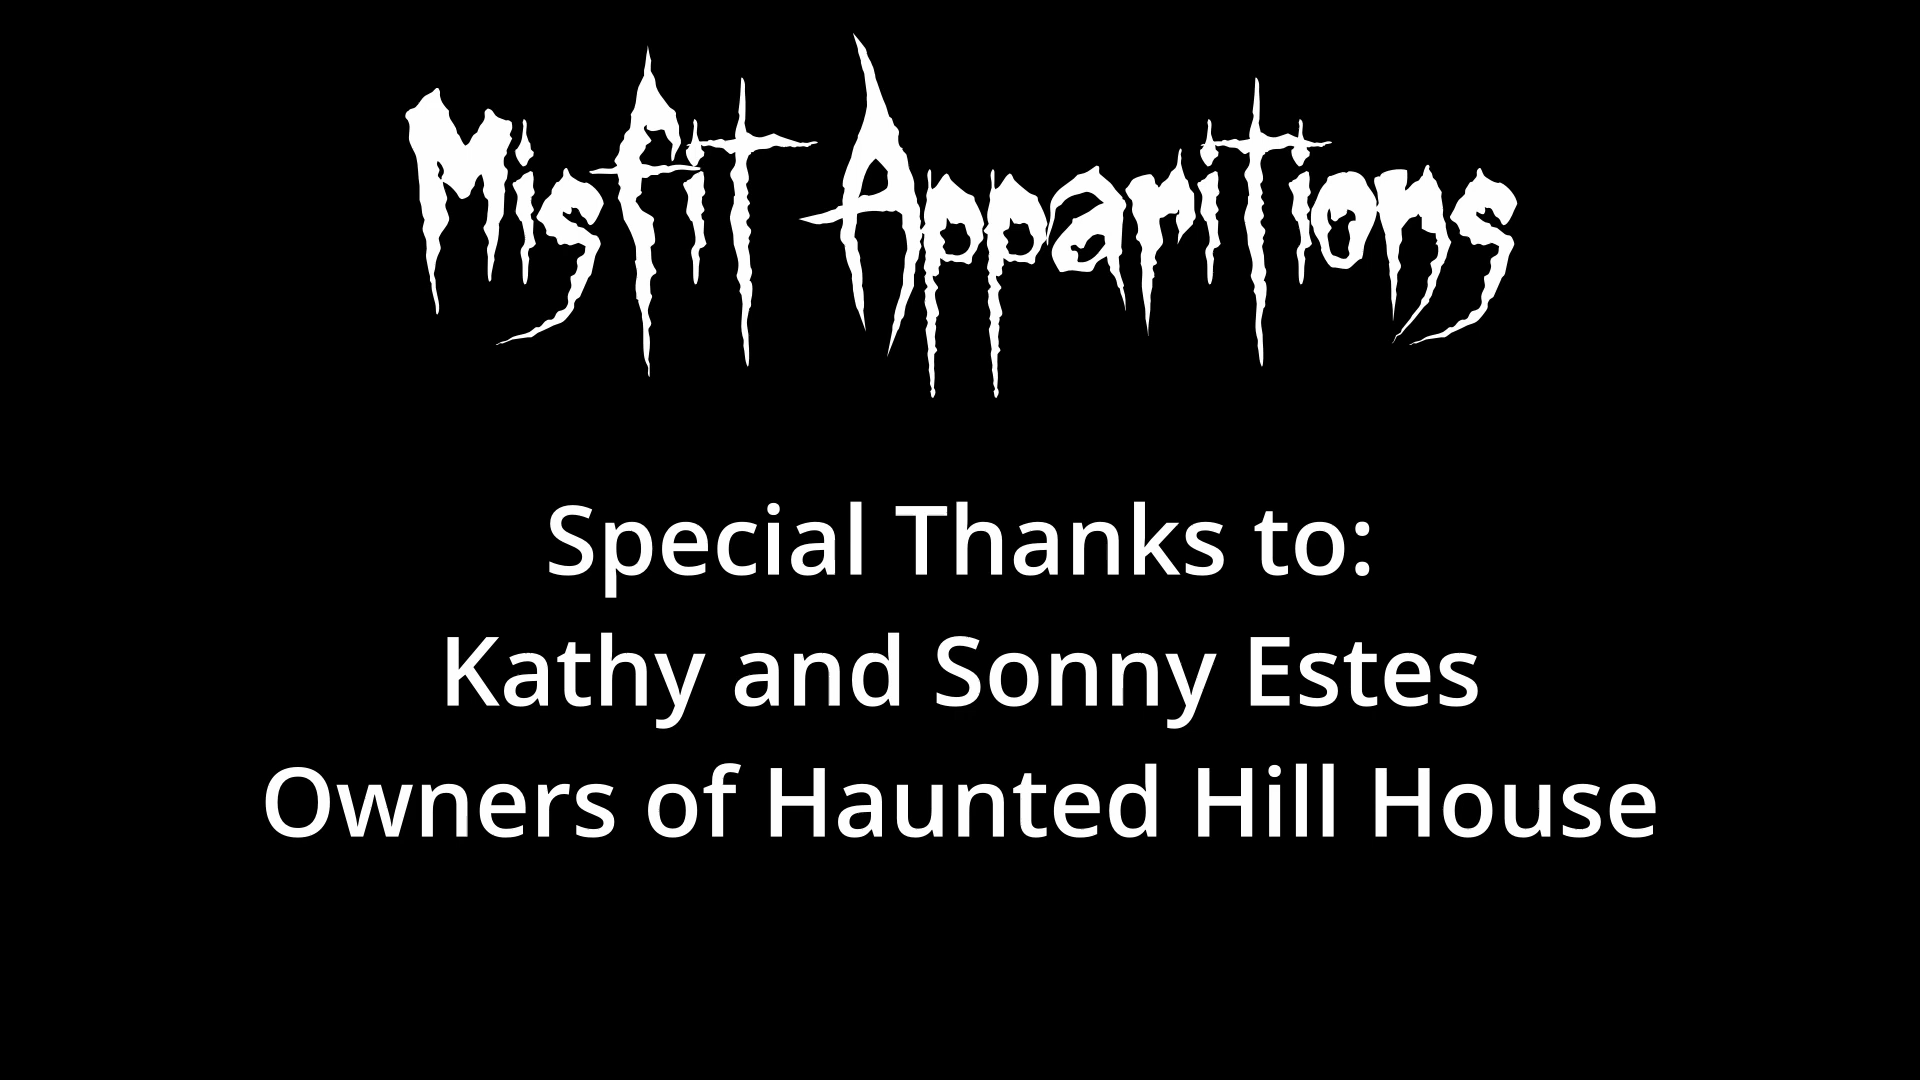 Misfit Apparitions
Special Thanks to:
Kathy and Sonny Estes
Owners of Haunted Hill House